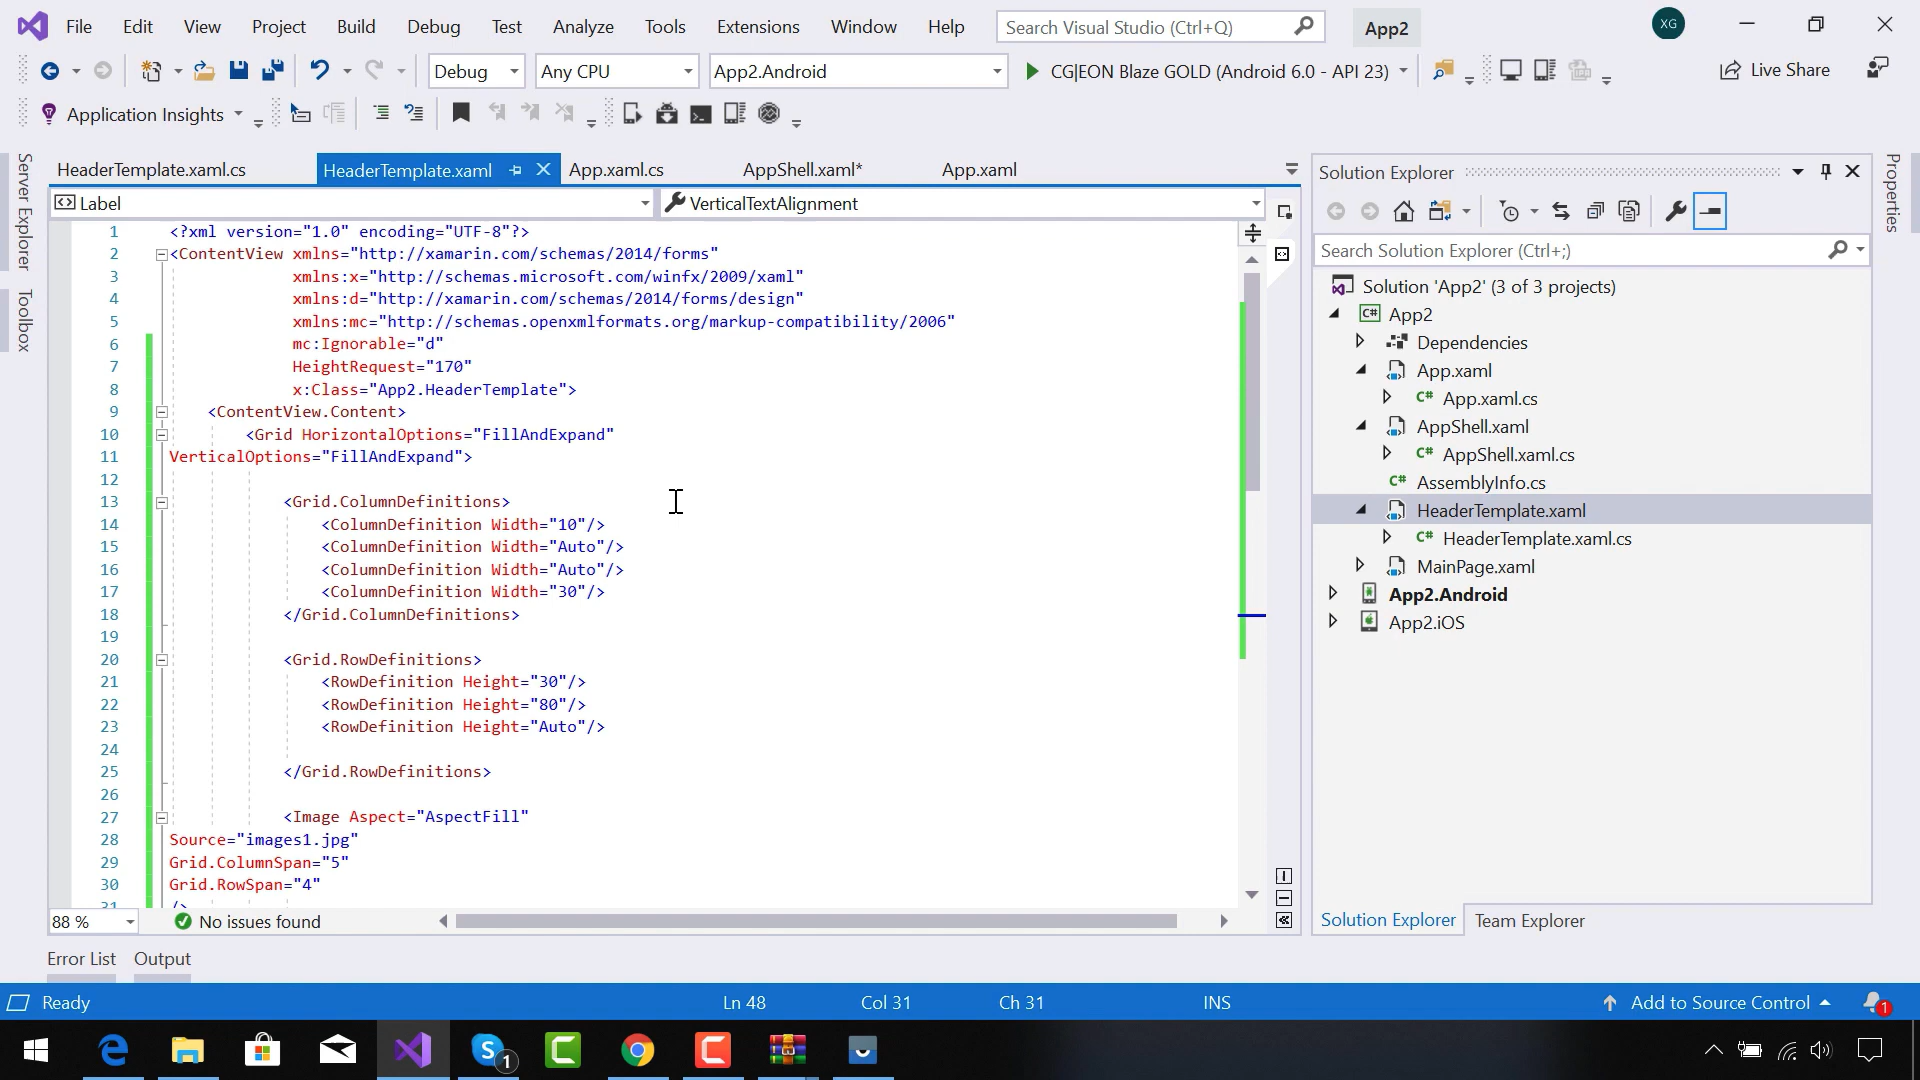 File Edit View Project Build Debug Test Analyze Tools Extensions Window Help Search Visual Studio (Ctrl+Q) App2 XG
Debug Any CPU App2.Android CG|EON Blaze GOLD (Android 6.0 - API 23) Live Share
Application Insights
Server Explorer
Toolbox
HeaderTemplate.xaml.cs HeaderTemplate.xaml App.xaml.cs AppShell.xaml* App.xaml
Label VerticalTextAlignment
1 <?xml version="1.0" encoding="UTF-8"?>
2 <ContentView xmlns="http://xamarin.com/schemas/2014/forms"
3 xmlns:x="http://schemas.microsoft.com/winfx/2009/xaml"
4 xmlns:d="http://xamarin.com/schemas/2014/forms/design"
5 xmlns:mc="http://schemas.openxmlformats.org/markup-compatibility/2006"
6 mc:Ignorable="d"
7 HeightRequest="170"
8 x:Class="App2.HeaderTemplate">
9 <ContentView.Content>
10 <Grid HorizontalOptions="FillAndExpand"
11 VerticalOptions="FillAndExpand">
12
13 <Grid.ColumnDefinitions>
14 <ColumnDefinition Width="10"/>
15 <ColumnDefinition Width="Auto"/>
16 <ColumnDefinition Width="Auto"/>
17 <ColumnDefinition Width="30"/>
18 </Grid.ColumnDefinitions>
19
20 <Grid.RowDefinitions>
21 <RowDefinition Height="30"/>
22 <RowDefinition Height="80"/>
23 <RowDefinition Height="Auto"/>
24
25 </Grid.RowDefinitions>
26
27 <Image Aspect="AspectFill"
28 Source="images1.jpg"
29 Grid.ColumnSpan="5"
30 Grid.RowSpan="4"
31 />
88 % No issues found
Solution Explorer
Search Solution Explorer (Ctrl+;)
Solution 'App2' (3 of 3 projects)
C# App2
Dependencies
App.xaml
C# App.xaml.cs
AppShell.xaml
C# AppShell.xaml.cs
C# AssemblyInfo.cs
HeaderTemplate.xaml
C# HeaderTemplate.xaml.cs
MainPage.xaml
App2.Android
App2.iOS
Solution Explorer Team Explorer
Properties
Error List Output
Ready Ln 48 Col 31 Ch 31 INS Add to Source Control 1
S 1